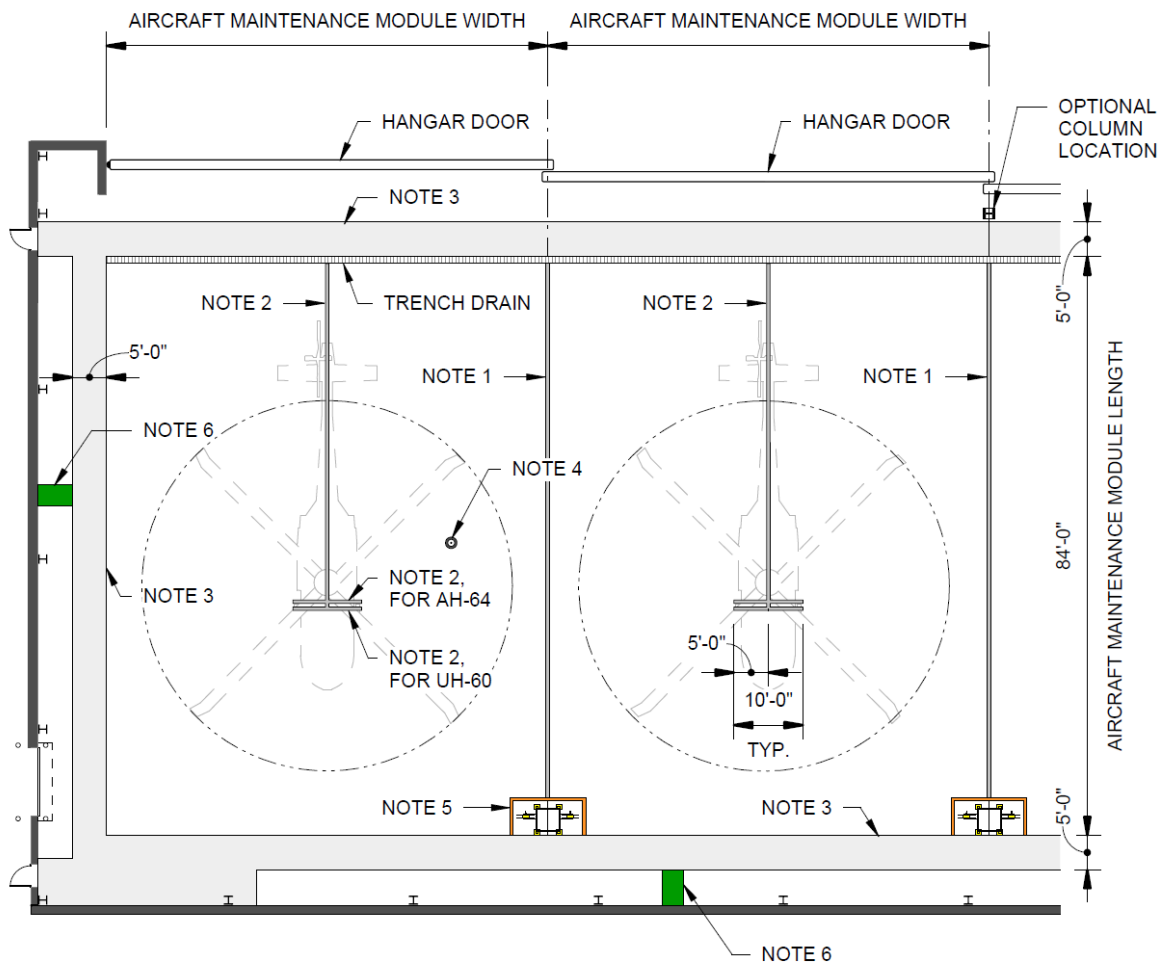 AIRCRAFT MAINTENANCE MODULE WIDTH
AIRCRAFT MAINTENANCE MODULE WIDTH
HANGAR DOOR
HANGAR DOOR
OPTIONAL
COLUMN
LOCATION
NOTE 3
NOTE 2
TRENCH DRAIN
NOTE 2
5'-0"
5'-0"
NOTE 1
NOTE 1
NOTE 6
NOTE 4
AIRCRAFT MAINTENANCE MODULE LENGTH
84'-0"
NOTE 3
NOTE 2,
FOR AH-64
NOTE 2,
FOR UH-60
5'-0"
10'-0"
TYP.
NOTE 5
NOTE 3
5'-0"
NOTE 6